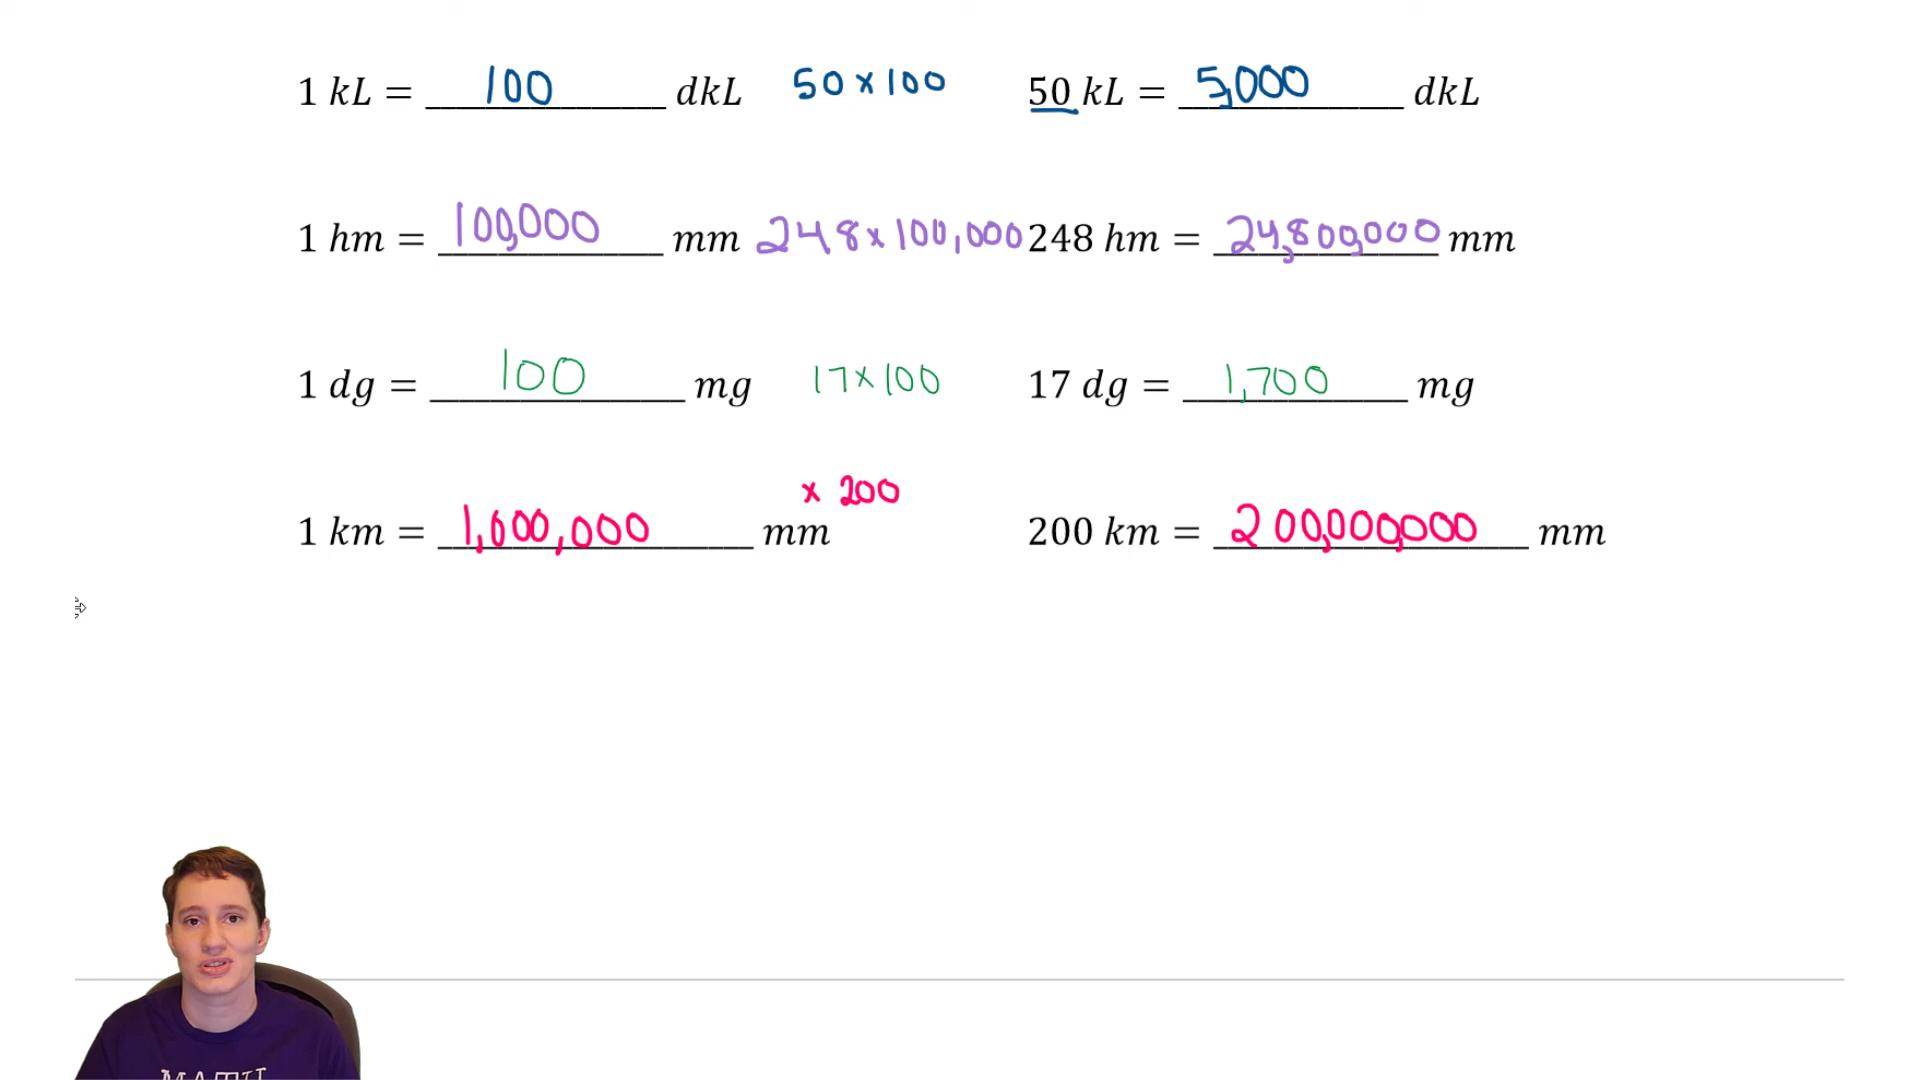 1 kL = 100 dkL 50 x 100 50 kL = 5,000 dkL
1 hm = 100,000 mm 248 x 100,000 248 hm = 24,800,000 mm
1 dg = 100 mg 17 x 100 17 dg = 1,700 mg
x 200
1 km = 1,000,000 mm 200 km = 200,000,000 mm